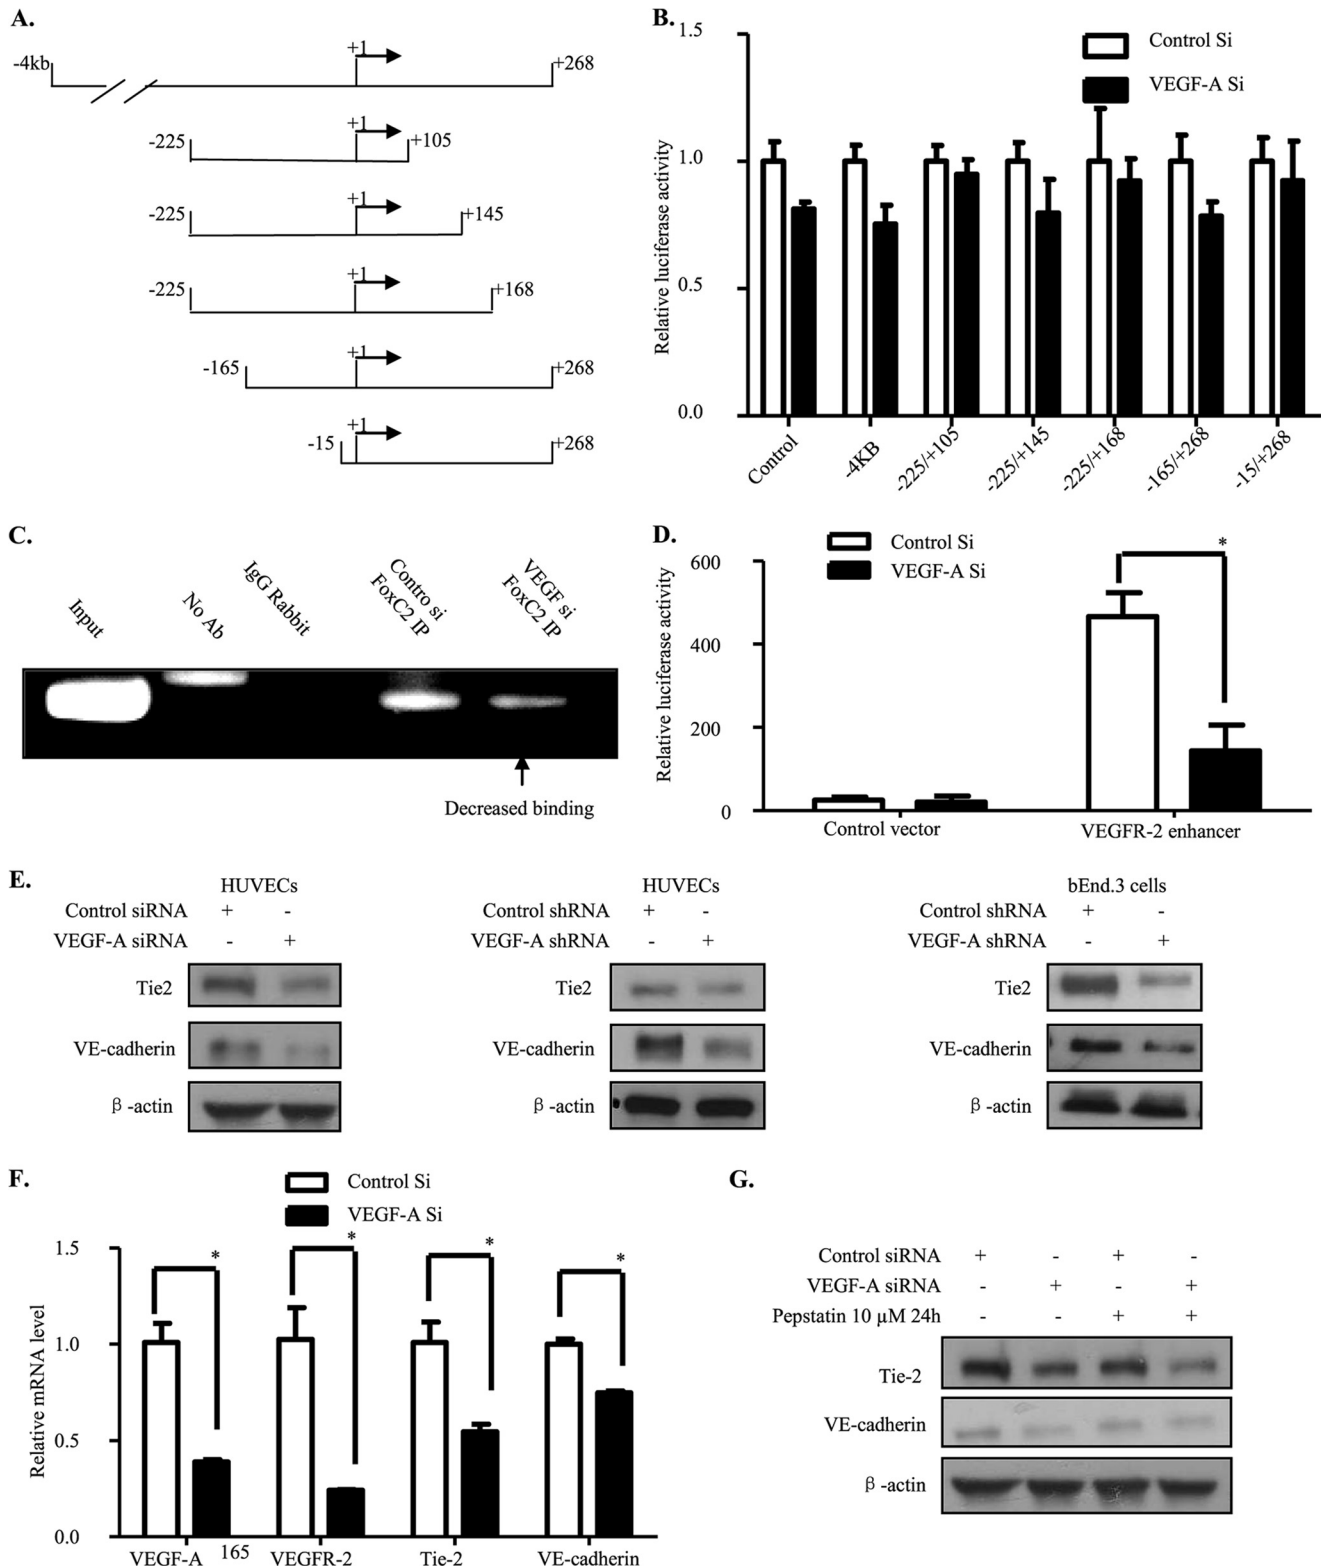 A.
-4kb +1 +268
-225 +1 +105
-225 +1 +145
-225 +1 +168
-165 +1 +268
-15 +1 +268
B.
Control Si
VEGF-A Si
Relative luciferase activity
1.5
1.0
0.5
0.0
Control -4KB -225/+105 -225/+145 -225/+168 -165/+268 -15/+268
C.
Input
No Ab
IgG Rabbit
Contro si
FoxC2 IP
VEGF si
FoxC2 IP
Decreased binding
D.
Control Si
VEGF-A Si
Relative luciferase activity
600
400
200
0
*
Control vector VEGFR-2 enhancer
E.
HUVECs
Control siRNA + -
VEGF-A siRNA - +
Tie2
VE-cadherin
β-actin
HUVECs
Control shRNA + -
VEGF-A shRNA - +
Tie2
VE-cadherin
β-actin
bEnd.3 cells
Control shRNA + -
VEGF-A shRNA - +
Tie2
VE-cadherin
β-actin
F.
Control Si
VEGF-A Si
Relative mRNA level
1.5
1.0
0.5
0.0
* * * *
VEGF-A 165 VEGFR-2 Tie-2 VE-cadherin
G.
Control siRNA + - + -
VEGF-A siRNA - + - +
Pepstatin 10 µM 24h - - + +
Tie-2
VE-cadherin
β-actin